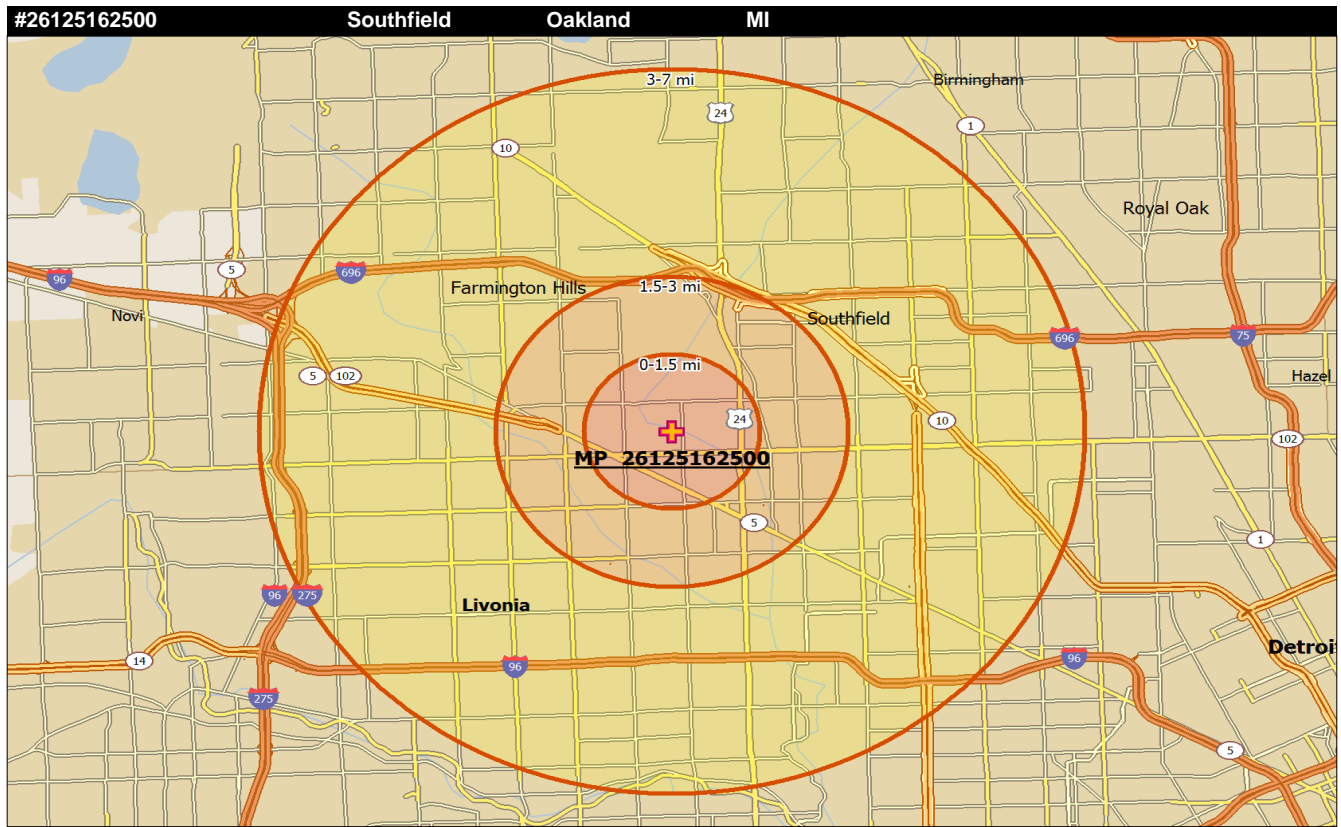 #26125162500 Southfield Oakland MI
3-7 mi
Birmingham
24
1
10
Royal Oak
5
696
96
Farmington Hills
1.5-3 mi
Novi
Southfield
696
75
0-1.5 mi
5
102
Hazel
24
10
102
MP 26125162500
5
1
96
275
Livonia
14
96
96
Detroi
275
5